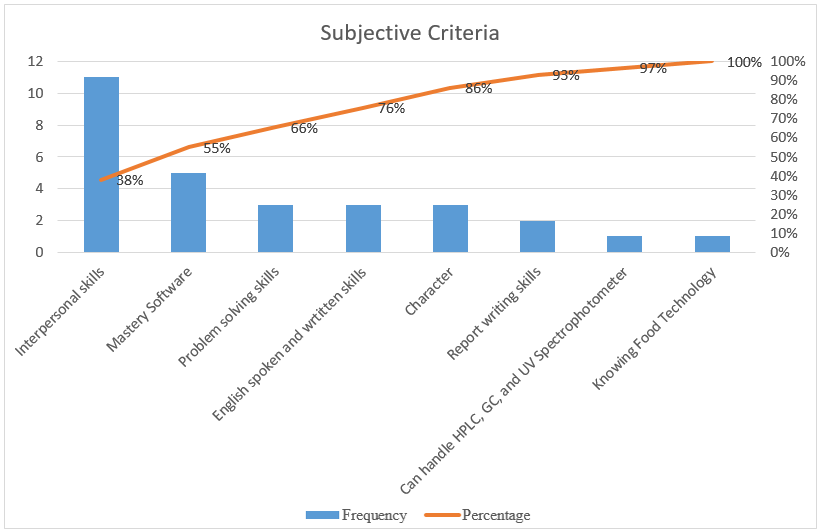 Subjective Criteria
12
10
8
6
4
2
0
100%
90%
80%
70%
60%
50%
40%
30%
20%
10%
0%
38%
55%
66%
76%
86%
93%
97%
100%
Interpersonal skills
Mastery Software
Problem solving skills
English spoken and wrtitten skills
Character
Report writing skills
Can handle HPLC, GC, and UV Spectrophotometer
Knowing Food Technology
Frequency
Percentage